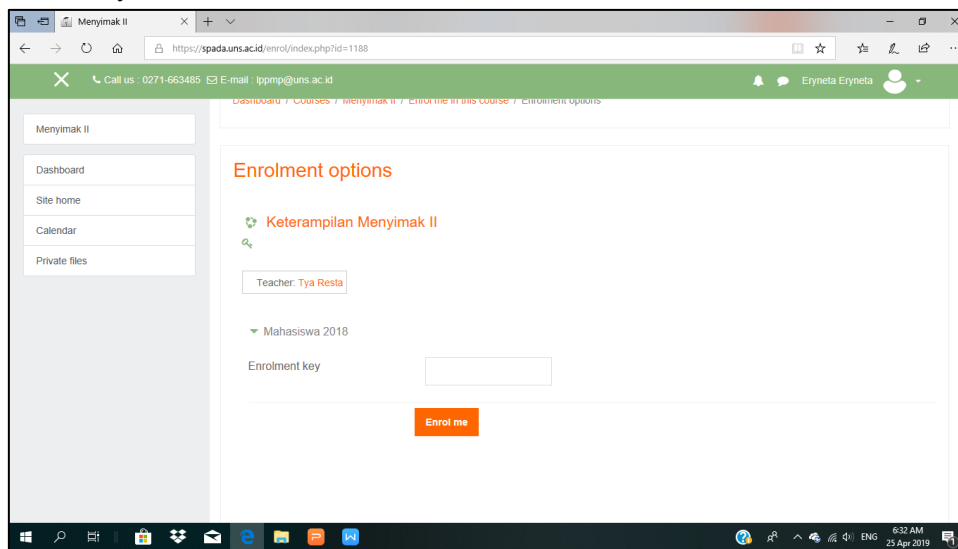 Menyimak II
https://spada.uns.ac.id/enrol/index.php?id=1188
Call us : 0271-663485 E-mail : lppmp@uns.ac.id
Eryneta Eryneta
Dashboard / Courses / Menyimak II / Enrol me in this course / Enrolment options
Menyimak II
Dashboard
Site home
Calendar
Private files
Enrolment options
Keterampilan Menyimak II
Teacher: Tya Resta
Mahasiswa 2018
Enrolment key
Enrol me
ENG
6:32 AM
25 Apr 2019